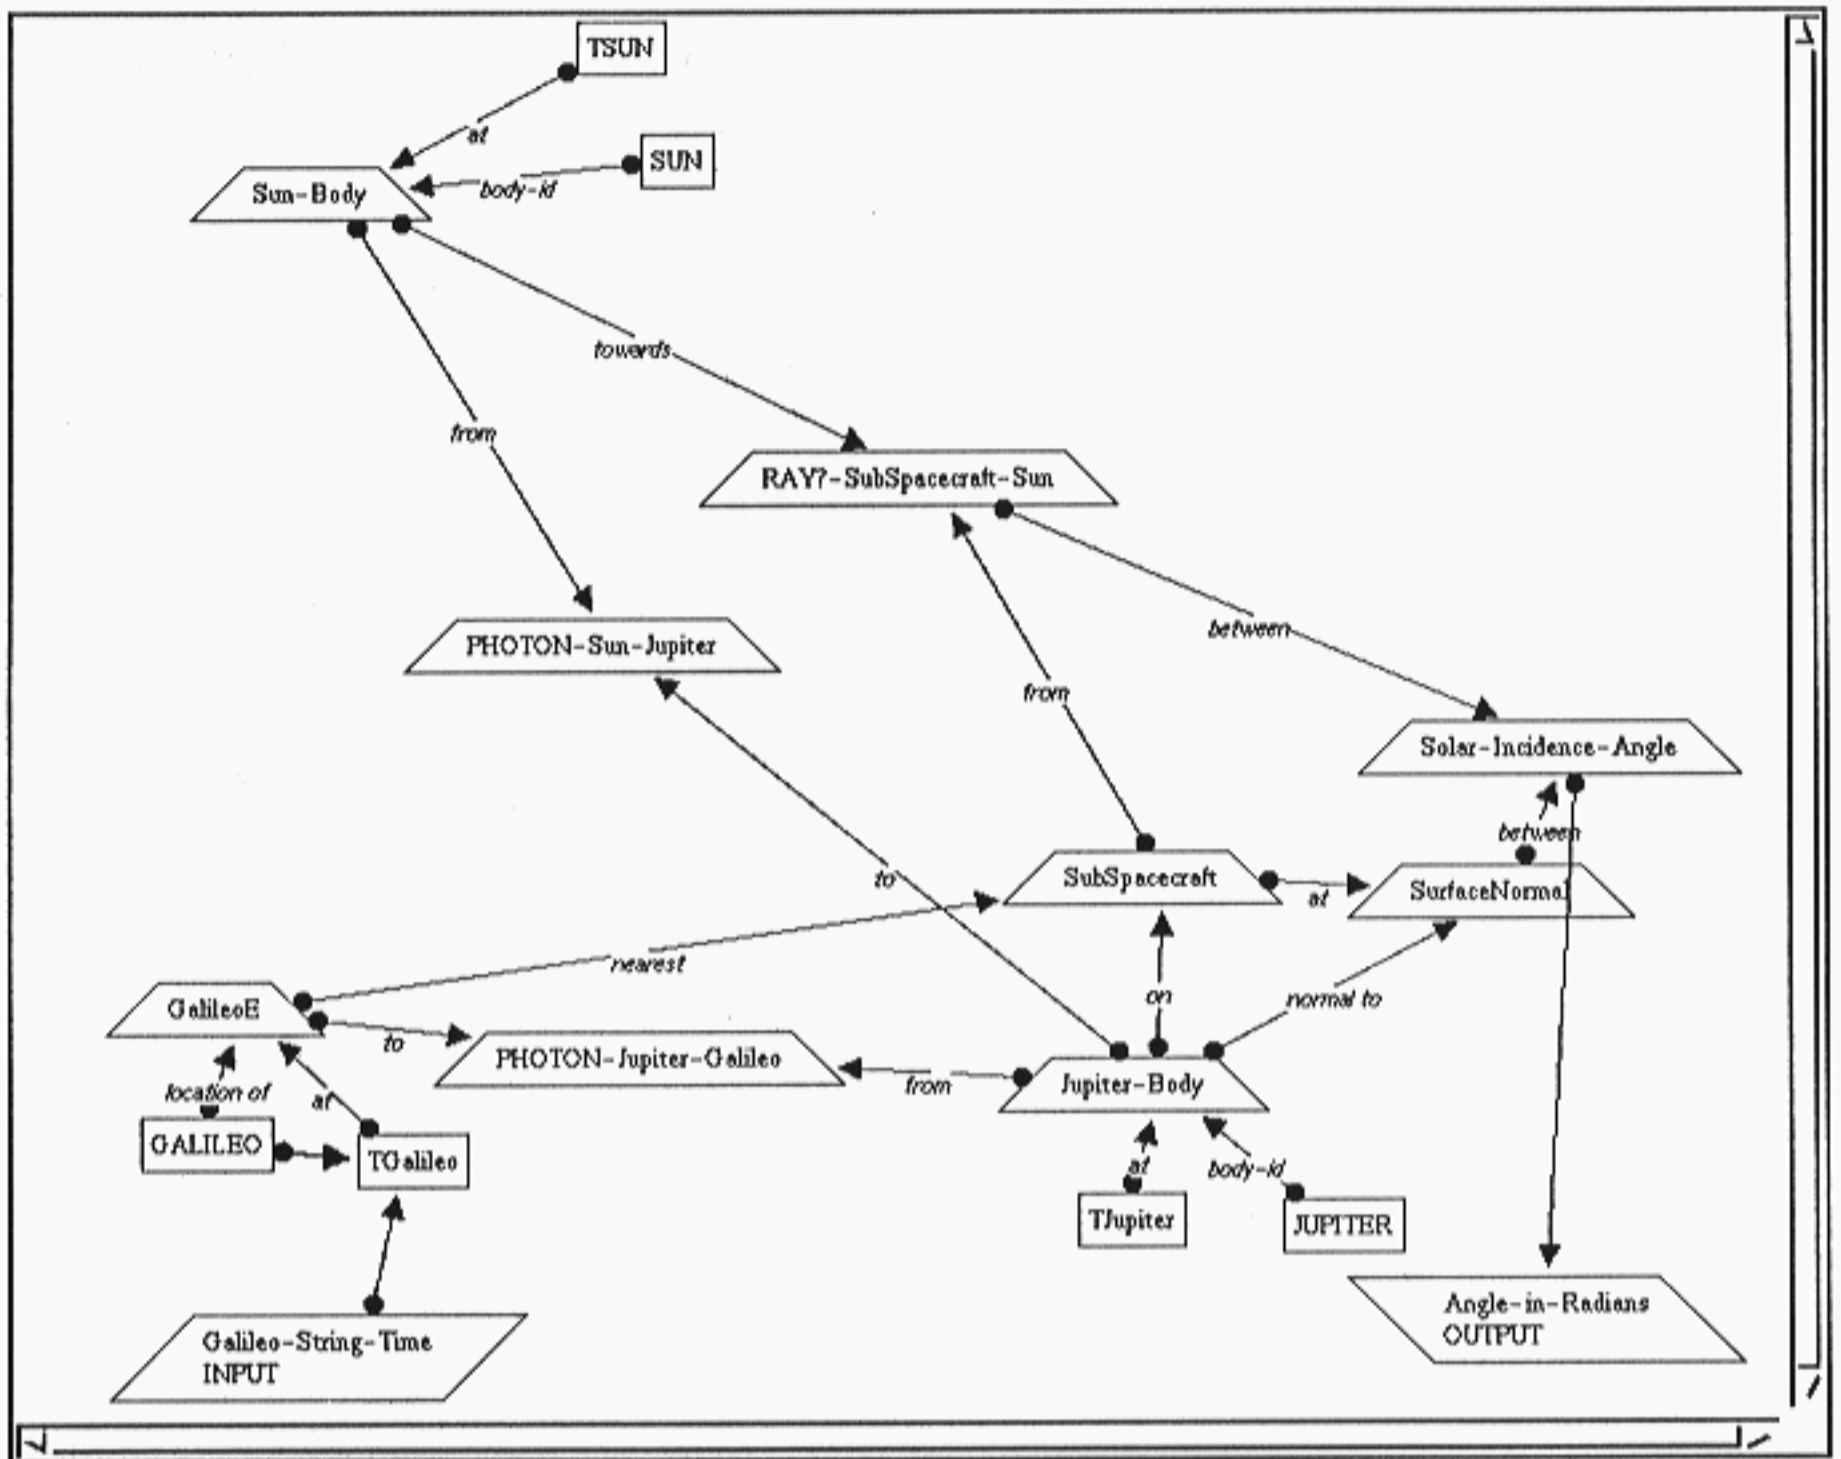 TSUN
at
SUN
body-id
Sun-Body
towards
from
RAY?-SubSpacecraft-Sun
between
PHOTON-Sun-Jupiter
from
Solar-Incidence-Angle
between
to
SubSpacecraft
at
SurfaceNormal
nearest
on
normal to
GalileoE
to
PHOTON-Jupiter-Galileo
from
Jupiter-Body
location of
at
GALILEO
TGalileo
at
body-id
TJupiter
JUPITER
Angle-in-Radians
OUTPUT
Galileo-String-Time
INPUT